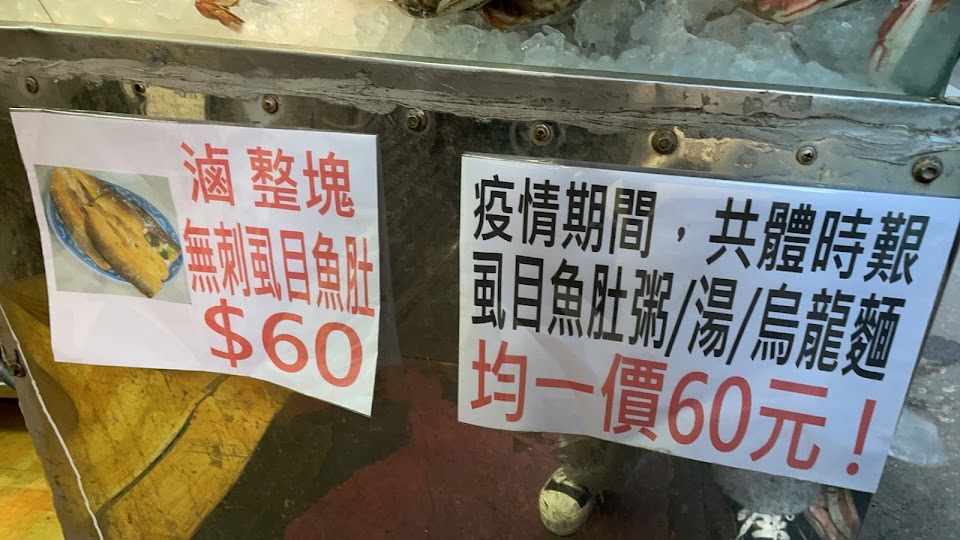 滷整塊
無刺虱目魚肚
$60
疫情期間，共體時艱
虱目魚肚粥/湯/烏龍麵
均一價60元！